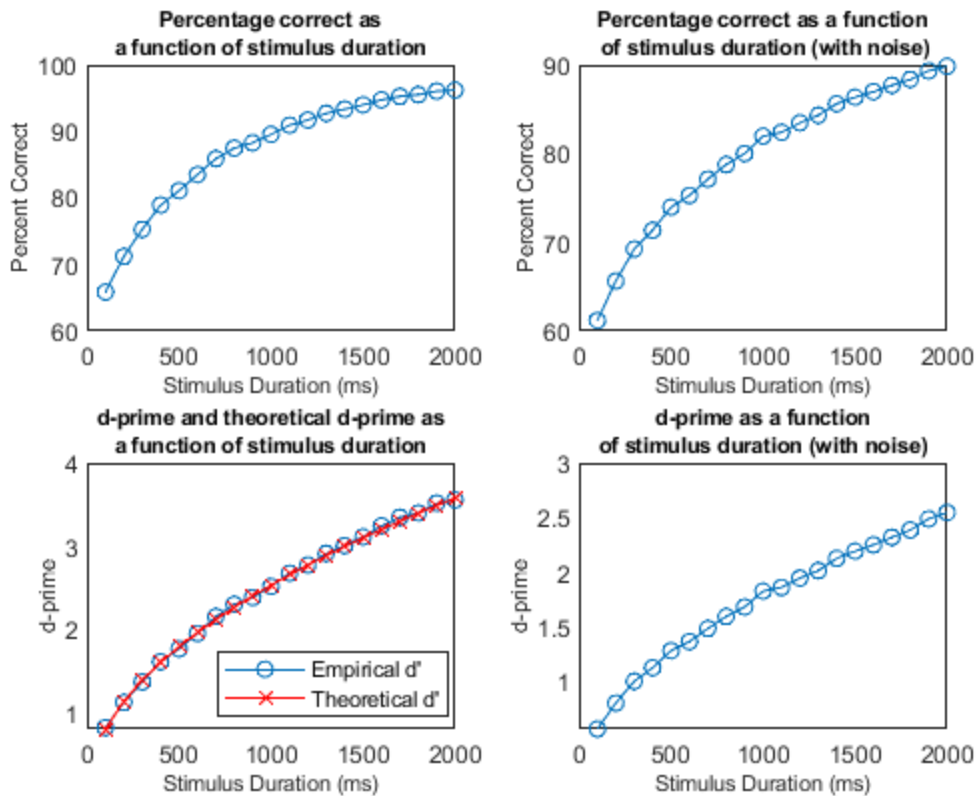 Percentage correct as
a function of stimulus duration
100
90
80
70
60
Percent Correct
0 500 1000 1500 2000
Stimulus Duration (ms)
Percentage correct as a function
of stimulus duration (with noise)
90
80
70
60
Percent Correct
0 500 1000 1500 2000
Stimulus Duration (ms)
d-prime and theoretical d-prime as
a function of stimulus duration
4
3
2
1
d-prime
Empirical d'
Theoretical d'
0 500 1000 1500 2000
Stimulus Duration (ms)
d-prime as a function
of stimulus duration (with noise)
3
2.5
2
1.5
1
d-prime
0 500 1000 1500 2000
Stimulus Duration (ms)